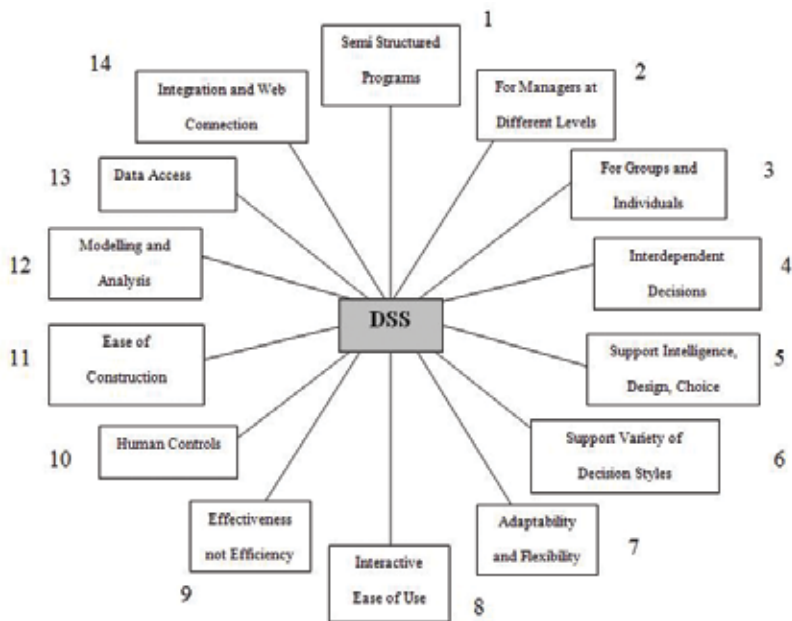 1
Semi Structured
Programs
2
For Managers at
Different Levels
3
For Groups and
Individuals
4
Interdependent
Decisions
5
Support Intelligence,
Design, Choice
6
Support Variety of
Decision Styles
7
Adaptability
and Flexibility
8
Interactive
Ease of Use
9
Effectiveness
not Efficiency
10
Human Controls
11
Ease of
Construction
12
Modelling and
Analysis
13
Data Access
14
Integration and Web
Connection
DSS